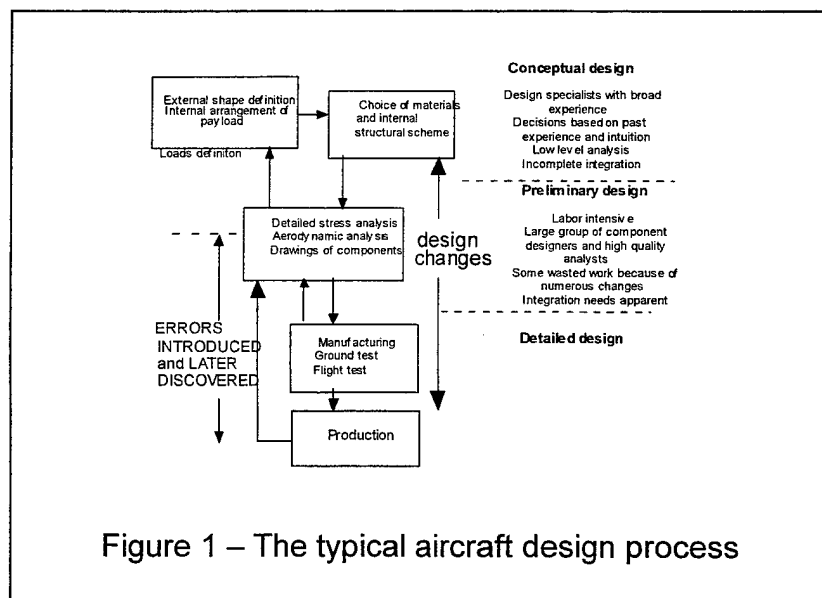 External shape definition
Internal arrangement of
payload
Loads definiton
Choice of materials
and internal
structural scheme
Conceptual design
Design specialists with broad
experience
Decisions based on past
experience and intuition
Low level analysis
Incomplete integration
Preliminary design
Labor intensive
Large group of component
designers and high quality
analysts
Some wasted work because of
numerous changes
Integration needs apparent
Detailed design
Detailed stress analysis
Aerodynamic analysis
Drawings of components
design
changes
ERRORS
INTRODUCED
and LATER
DISCOVERED
Manufacturing
Ground test
Flight test
Production
Figure 1 – The typical aircraft design process